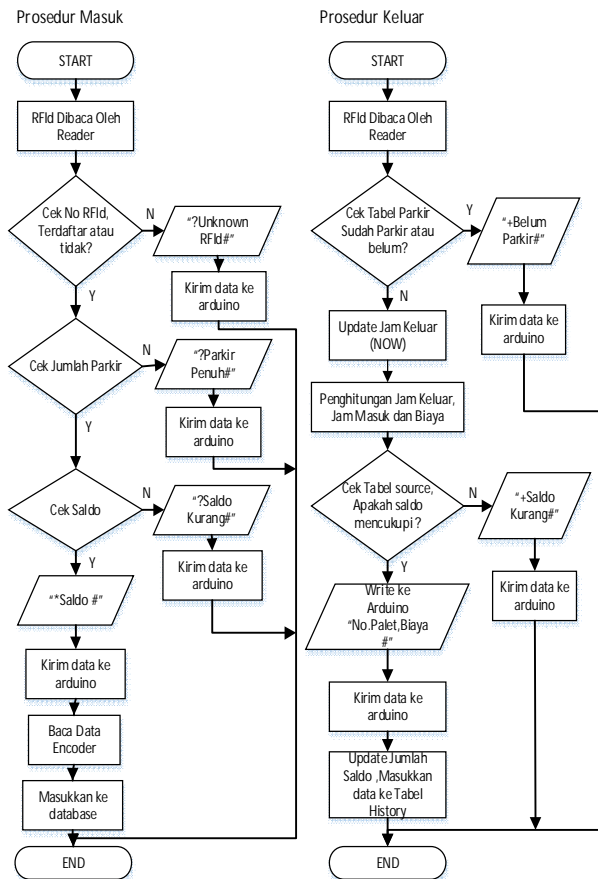 Prosedur Masuk
START
RFId Dibaca Oleh
Reader
Cek No RFId,
Terdaftar atau
tidak?
N
"?Unknown
RFId#"
Kirim data ke
arduino
Y
Cek Jumlah Parkir
N
"?Parkir
Penuh#"
Kirim data ke
arduino
Y
Cek Saldo
N
"?Saldo
Kurang#"
Kirim data ke
arduino
Y
"*Saldo #"
Kirim data ke
arduino
Baca Data
Encoder
Masukkan ke
database
END
Prosedur Keluar
START
RFId Dibaca Oleh
Reader
Cek Tabel Parkir
Sudah Parkir atau
belum?
Y
"+Belum
Parkir#"
Kirim data ke
arduino
N
Update Jam Keluar
(NOW)
Penghitungan Jam Keluar,
Jam Masuk dan Biaya
Cek Tabel source,
Apakah saldo
mencukupi ?
N
"+Saldo
Kurang#"
Kirim data ke
arduino
Y
Write ke
Arduino
"No.Palet,Biaya
#"
Kirim data ke
arduino
Update Jumlah
Saldo ,Masukkan
data ke Tabel
History
END